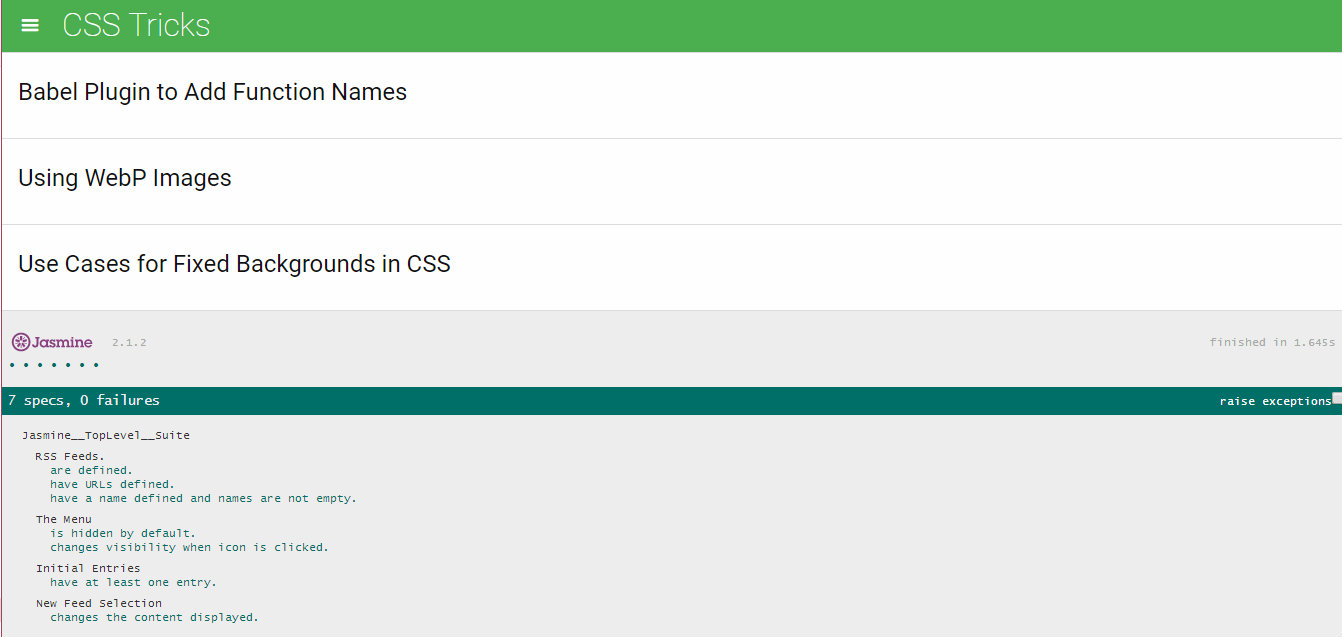 CSS Tricks
Babel Plugin to Add Function Names
Using WebP Images
Use Cases for Fixed Backgrounds in CSS
Jasmine 2.1.2 finished in 1.645s
• • • • • • •
7 specs, 0 failures raise exceptions
Jasmine__TopLevel__Suite
RSS Feeds.
are defined.
have URLs defined.
have a name defined and names are not empty.
The Menu
is hidden by default.
changes visibility when icon is clicked.
Initial Entries
have at least one entry.
New Feed Selection
changes the content displayed.